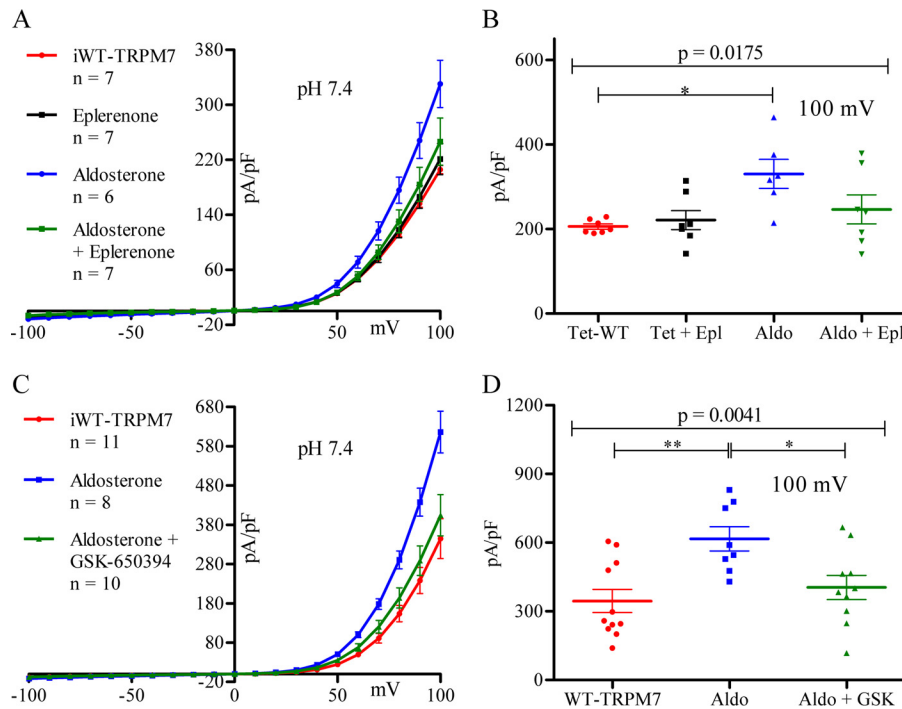 A
iWT-TRPM7
n = 7
Eplerenone
n = 7
Aldosterone
n = 6
Aldosterone
+ Eplerenone
n = 7
pH 7.4
pA/pF
380
300
220
140
60
-20
-100
-50
50
100
mV
B
p = 0.0175
*
100 mV
pA/pF
600
400
200
0
Tet-WT
Tet + Epl
Aldo
Aldo + Epl
C
iWT-TRPM7
n = 11
Aldosterone
n = 8
Aldosterone +
GSK-650394
n = 10
pH 7.4
pA/pF
680
580
480
380
280
180
80
-20
-100
-50
0
50
100
mV
D
p = 0.0041
**
*
100 mV
pA/pF
1200
900
600
300
0
WT-TRPM7
Aldo
Aldo + GSK